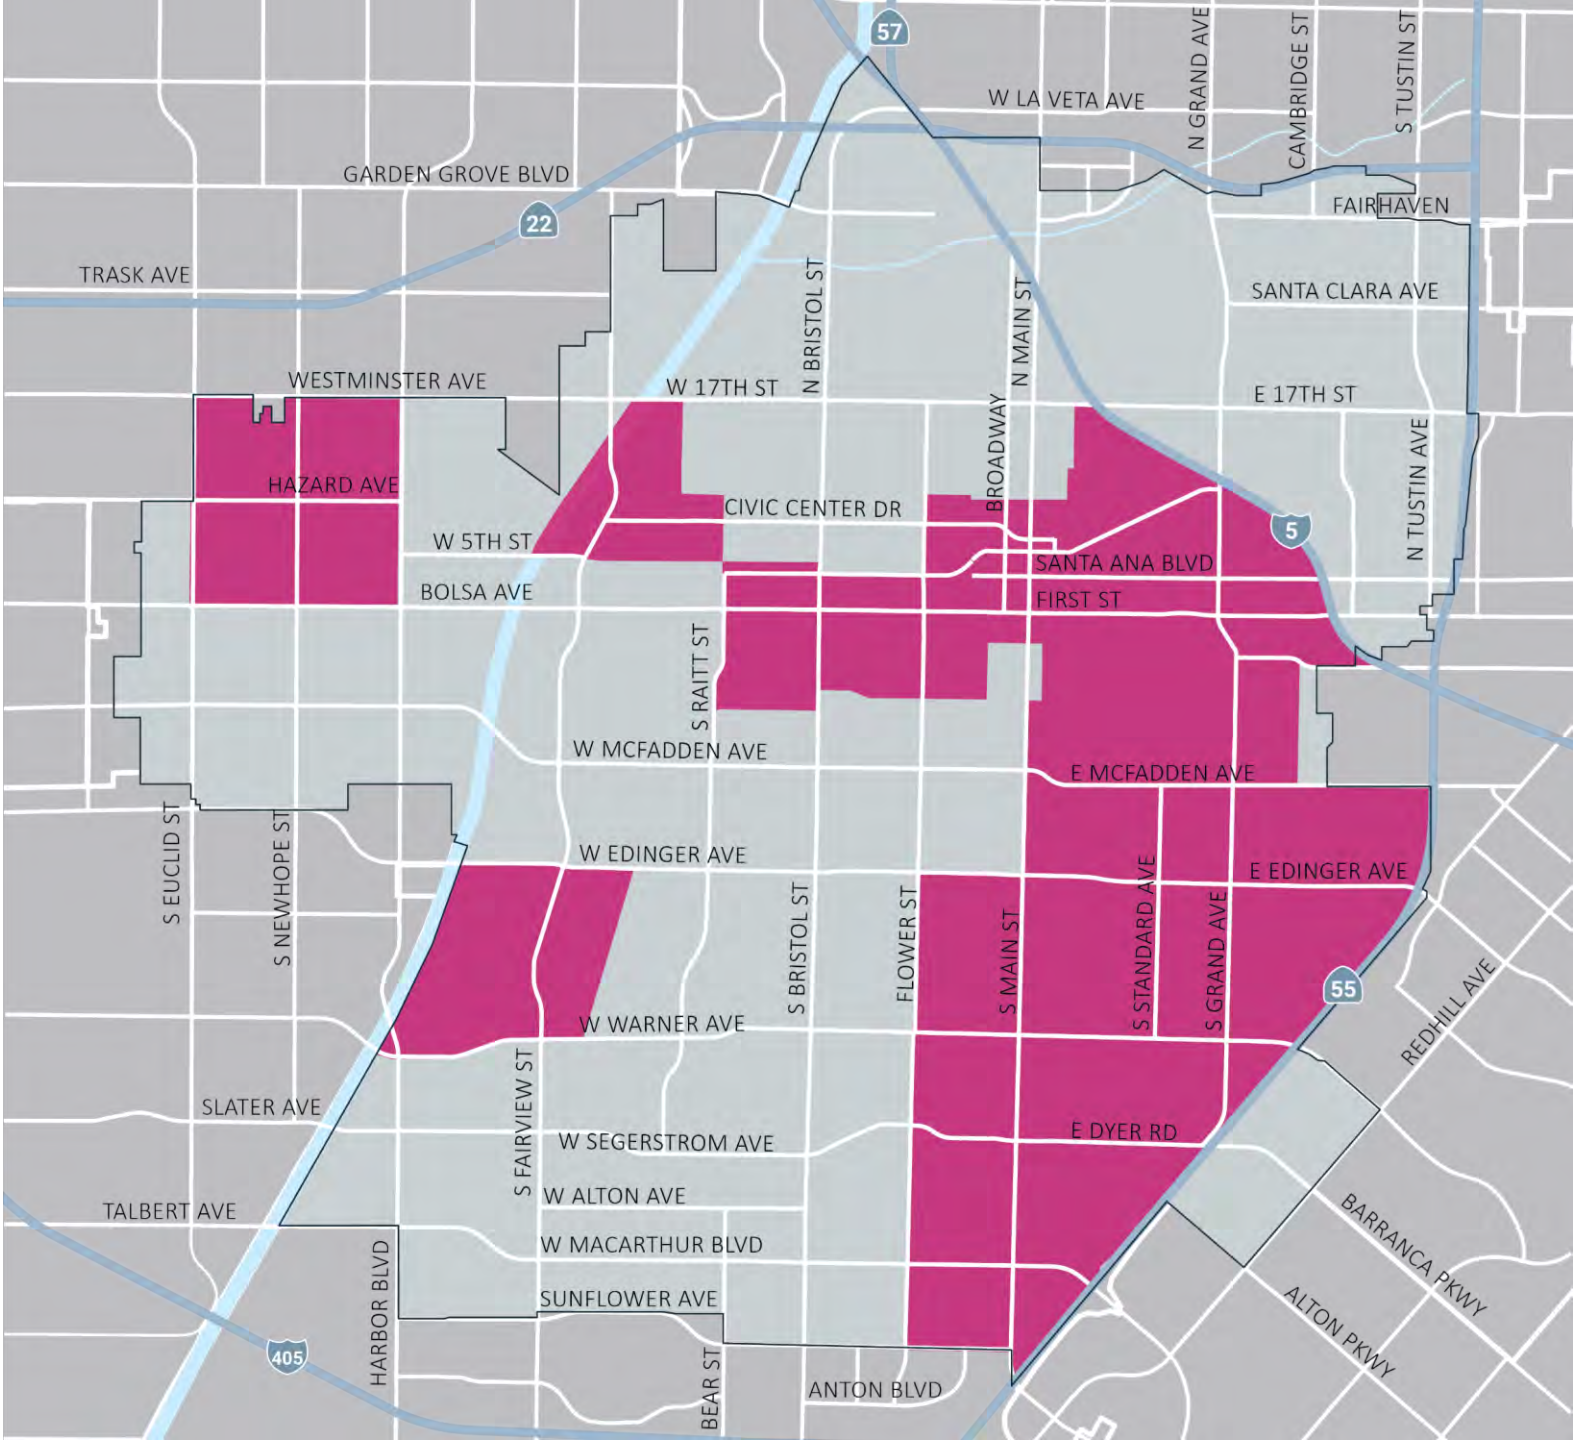 57
W LA VETA AVE
N GRAND AVE
CAMBRIDGE ST
S TUSTIN ST
GARDEN GROVE BLVD
22
FAIRHAVEN
TRASK AVE
SANTA CLARA AVE
N BRISTOL ST
N MAIN ST
WESTMINSTER AVE
W 17TH ST
E 17TH ST
BROADWAY
N TUSTIN AVE
HAZARD AVE
CIVIC CENTER DR
5
W 5TH ST
SANTA ANA BLVD
BOLSA AVE
FIRST ST
S RAITT ST
W MCFADDEN AVE
E MCFADDEN AVE
S EUCLID ST
S NEWHOPE ST
W EDINGER AVE
E EDINGER AVE
S BRISTOL ST
FLOWER ST
S MAIN ST
S STANDARD AVE
S GRAND AVE
55
REDHILL AVE
W WARNER AVE
S FAIRVIEW ST
SLATER AVE
W SEGERSTROM AVE
E DYER RD
W ALTON AVE
TALBERT AVE
W MACARTHUR BLVD
BARRANCA PKWY
HARBOR BLVD
SUNFLOWER AVE
ALTON PKWY
405
BEAR ST
ANTON BLVD